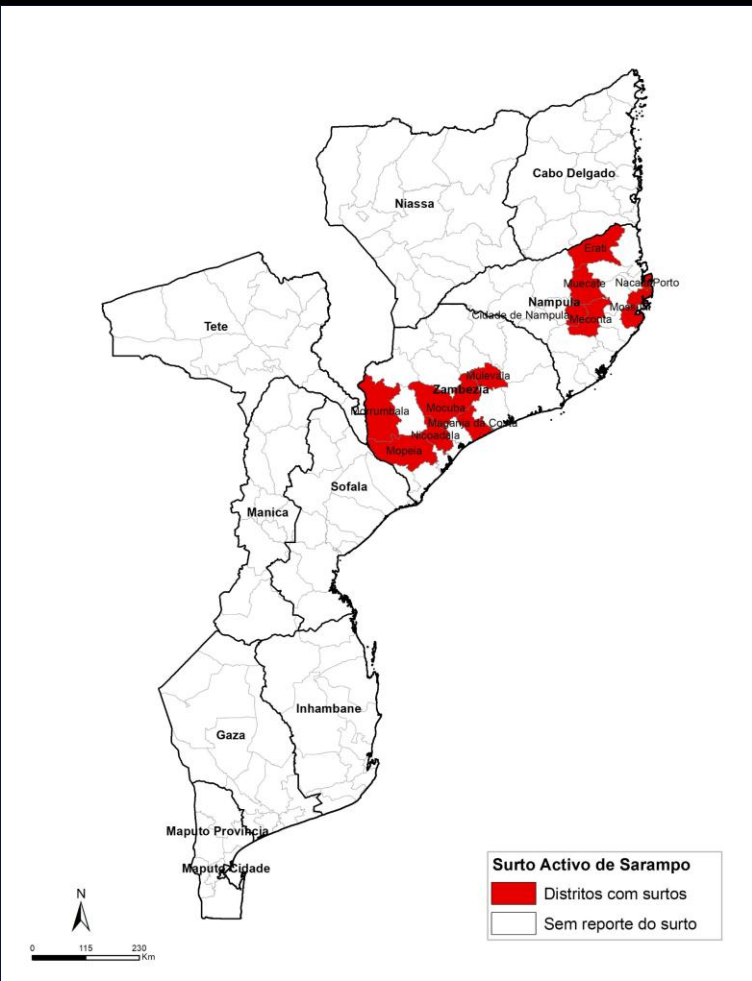 Cabo Delgado
Niassa
Erati
Muecate
Nacala Porto
Nampula
Mossuril
Cidade de Nampula
Meconta
Tete
Mulevala
Zambezia
Morrumbala
Mocuba
Maganja da Costa
Nicoadala
Mopeia
Sofala
Manica
Inhambane
Gaza
Maputo Provincia
Maputo Cidade
Surto Activo de Sarampo
Distritos com surtos
Sem reporte do surto
N
0 115 230
Km